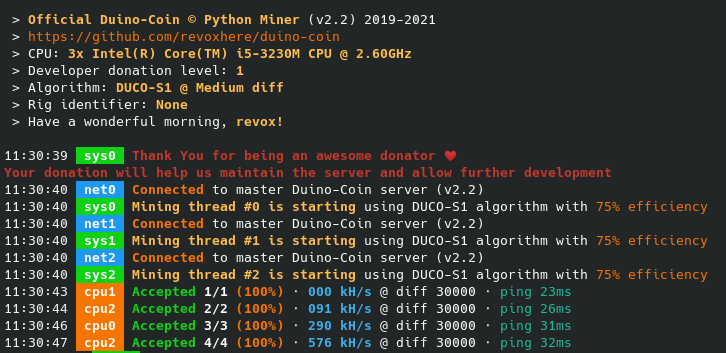 > Official Duino-Coin © Python Miner (v2.2) 2019-2021
> https://github.com/revoxhere/duino-coin
> CPU: 3x Intel(R) Core(TM) i5-3230M CPU @ 2.60GHz
> Developer donation level: 1
> Algorithm: DUCO-S1 @ Medium diff
> Rig identifier: None
> Have a wonderful morning, revox!
11:30:39 sys0 Thank You for being an awesome donator ❤
Your donation will help us maintain the server and allow further development
11:30:40 net0 Connected to master Duino-Coin server (v2.2)
11:30:40 sys0 Mining thread #0 is starting using DUCO-S1 algorithm with 75% efficiency
11:30:40 net1 Connected to master Duino-Coin server (v2.2)
11:30:40 sys1 Mining thread #1 is starting using DUCO-S1 algorithm with 75% efficiency
11:30:40 net2 Connected to master Duino-Coin server (v2.2)
11:30:40 sys2 Mining thread #2 is starting using DUCO-S1 algorithm with 75% efficiency
11:30:43 cpu1 Accepted 1/1 (100%) · 000 kH/s @ diff 30000 · ping 23ms
11:30:44 cpu2 Accepted 2/2 (100%) · 091 kH/s @ diff 30000 · ping 26ms
11:30:46 cpu0 Accepted 3/3 (100%) · 290 kH/s @ diff 30000 · ping 31ms
11:30:47 cpu2 Accepted 4/4 (100%) · 576 kH/s @ diff 30000 · ping 32ms